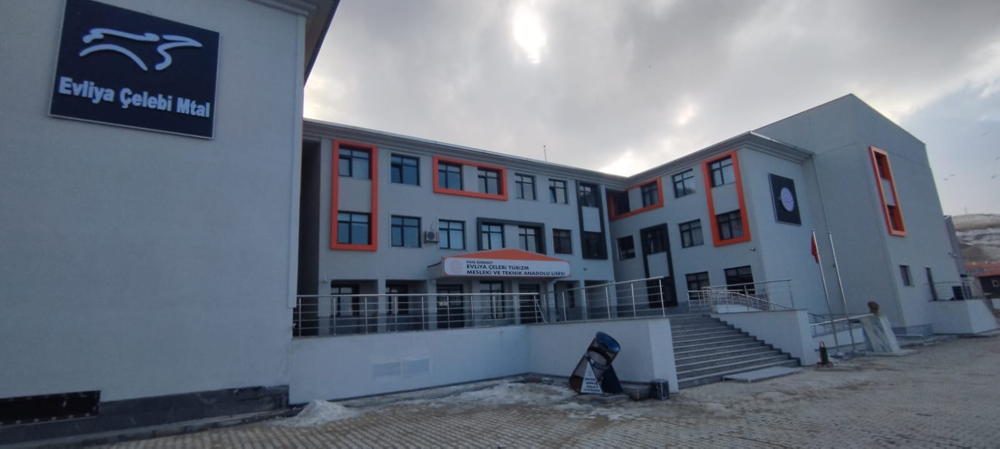 Evliya Çelebi Mtal
VAN-EDREMİT
EVLİYA ÇELEBİ TURİZM
MESLEKİ VE TEKNİK ANADOLU LİSESİ